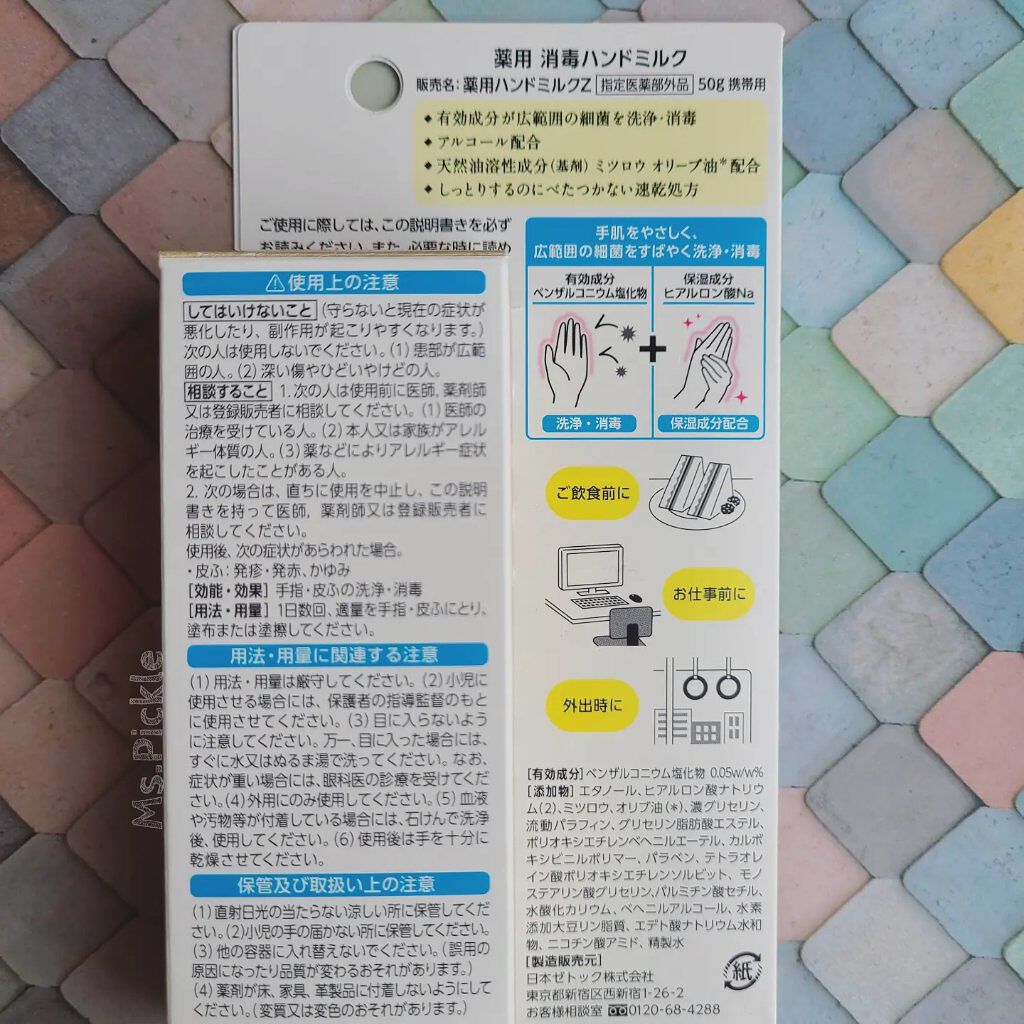 薬用 消毒ハンドミルク
販売名:薬用ハンドミルクZ 指定医薬部外品 50g 携帯用
◆有効成分が広範囲の細菌を洗浄・消毒
◆アルコール配合
◆天然油溶性成分(基剤) ミツロウ オリーブ油*配合
◆しっとりするのにべたつかない速乾処方
ご使用に際しては、この説明書きを必ず
お読みください。また、必要な時に読め
手肌をやさしく、
広範囲の細菌をすばやく洗浄・消毒
有効成分
ベンザルコニウム塩化物
保湿成分
ヒアルロン酸Na
+
洗浄・消毒
保湿成分配合
ご飲食前に
お仕事前に
外出時に
[有効成分]ベンザルコニウム塩化物 0.05w/w%
[添加物] エタノール、ヒアルロン酸ナトリウ
ム(2)、ミツロウ、オリブ油(*)、濃グリセリン、
流動パラフィン、グリセリン脂肪酸エステル、
ポリオキシエチレンベヘニルエーテル、カルボ
キシビニルポリマー、パラベン、テトラオレ
イン酸ポリオキシエチレンソルビット、モノ
ステアリン酸グリセリン、パルミチン酸セチル、
水酸化カリウム、ベヘニルアルコール、水素
添加大豆リン脂質、エデト酸ナトリウム水和
物、ニコチン酸アミド、精製水
[製造販売元]
日本ゼトック株式会社
東京都新宿区西新宿1-26-2
お客様相談室 0120-68-4288
紙
⚠使用上の注意
してはいけないこと (守らないと現在の症状が
悪化したり、副作用が起こりやすくなります。)
次の人は使用しないでください。(1) 患部が広範
囲の人。(2) 深い傷やひどいやけどの人。
相談すること 1.次の人は使用前に医師,薬剤師
又は登録販売者に相談してください。(1) 医師の
治療を受けている人。(2) 本人又は家族がアレル
ギー体質の人。(3) 薬などによりアレルギー症状
を起こしたことがある人。
2. 次の場合は、直ちに使用を中止し、この説明
書きを持って医師, 薬剤師又は登録販売者に
相談してください。
使用後、次の症状があらわれた場合。
・皮ふ:発疹・発赤、かゆみ
[効能・効果] 手指・皮ふの洗浄・消毒
[用法・用量] 1日数回、適量を手指・皮ふにとり、
塗布または塗擦してください。
用法・用量に関連する注意
(1) 用法・用量は厳守してください。(2) 小児に
使用させる場合には、保護者の指導監督のもと
に使用させてください。(3) 目に入らないよう
に注意してください。万一、目に入った場合には、
すぐに水又はぬるま湯で洗ってください。なお、
症状が重い場合には、眼科医の診療を受けてくだ
さい。(4) 外用にのみ使用してください。(5) 血液
や汚物等が付着している場合には、石けんで洗浄
後、使用してください。(6) 使用後は手を十分に
乾燥させてください。
保管及び取扱い上の注意
(1)直射日光の当たらない涼しい所に保管してくだ
さい。(2)小児の手の届かない所に保管してください。
(3) 他の容器に入れ替えないでください。(誤用の
原因になったり品質が変わるおそれがあります。)
(4) 薬剤が床、家具、革製品に付着しないようにして
ください。(変質又は変色のおそれがあります。)
Ms.Picke